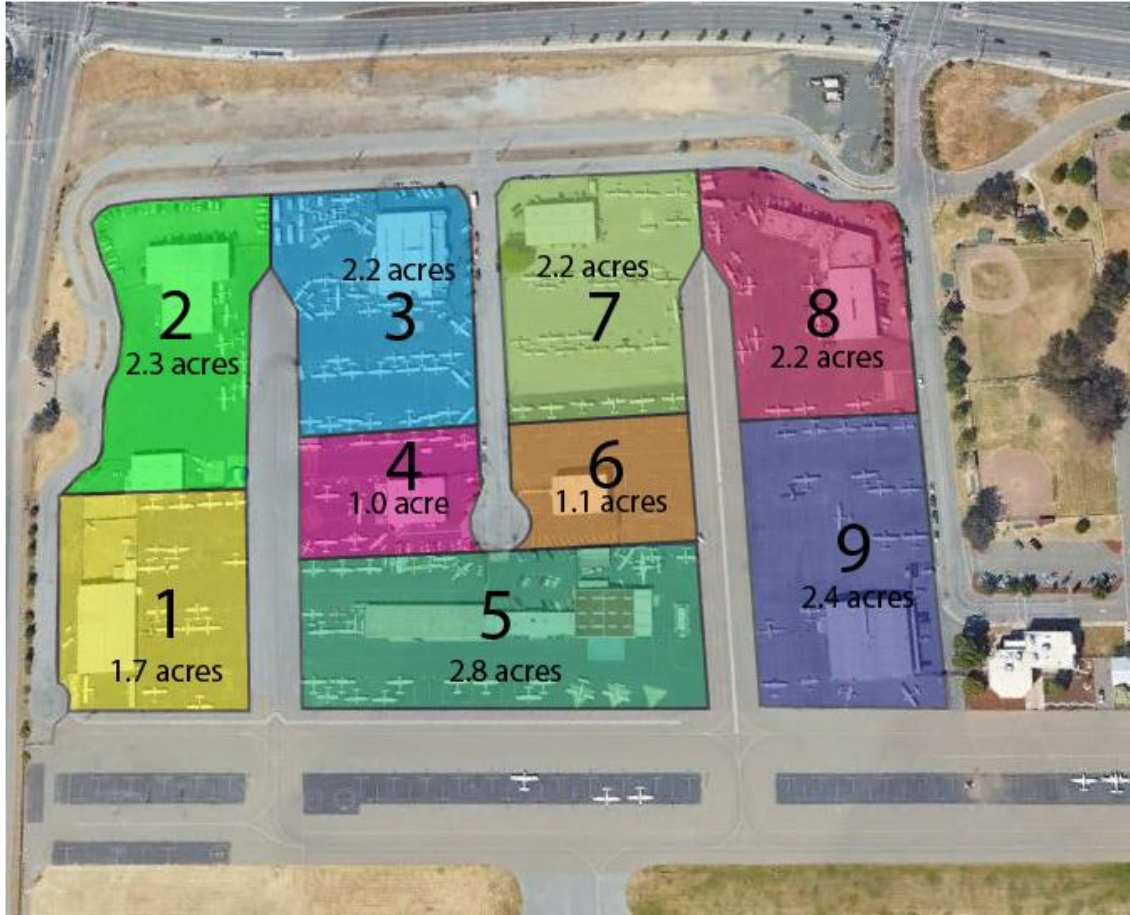 1
1.7 acres
2
2.3 acres
2.2 acres
3
4
1.0 acre
5
2.8 acres
6
1.1 acres
2.2 acres
7
8
2.2 acres
9
2.4 acres